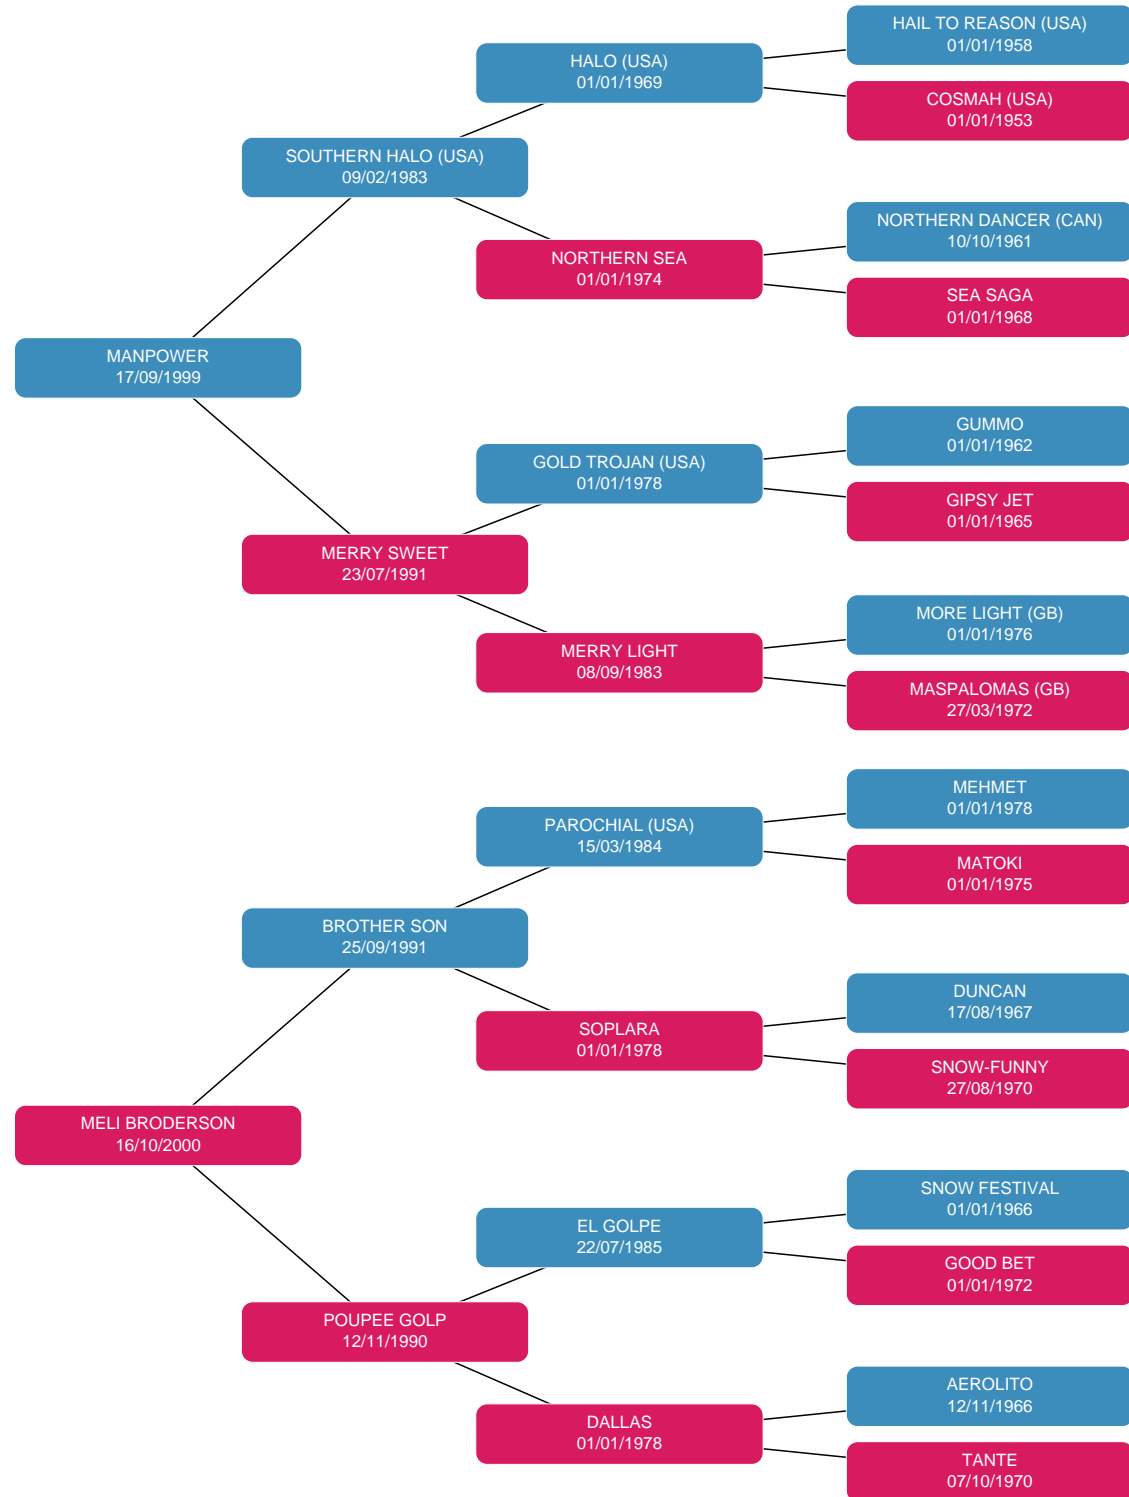 HAIL TO REASON (USA)
01/01/1958
HALO (USA)
01/01/1969
COSMAH (USA)
01/01/1953
SOUTHERN HALO (USA)
09/02/1983
NORTHERN DANCER (CAN)
10/10/1961
NORTHERN SEA
01/01/1974
SEA SAGA
01/01/1968
MANPOWER
17/09/1999
GUMMO
01/01/1962
GOLD TROJAN (USA)
01/01/1978
GIPSY JET
01/01/1965
MERRY SWEET
23/07/1991
MORE LIGHT (GB)
01/01/1976
MERRY LIGHT
08/09/1983
MASPALOMAS (GB)
27/03/1972
MEHMET
01/01/1978
PAROCHIAL (USA)
15/03/1984
MATOKI
01/01/1975
BROTHER SON
25/09/1991
DUNCAN
17/08/1967
SOPLARA
01/01/1978
SNOW-FUNNY
27/08/1970
MELI BRODERSON
16/10/2000
SNOW FESTIVAL
01/01/1966
EL GOLPE
22/07/1985
GOOD BET
01/01/1972
POUPEE GOLP
12/11/1990
AEROLITO
12/11/1966
DALLAS
01/01/1978
TANTE
07/10/1970